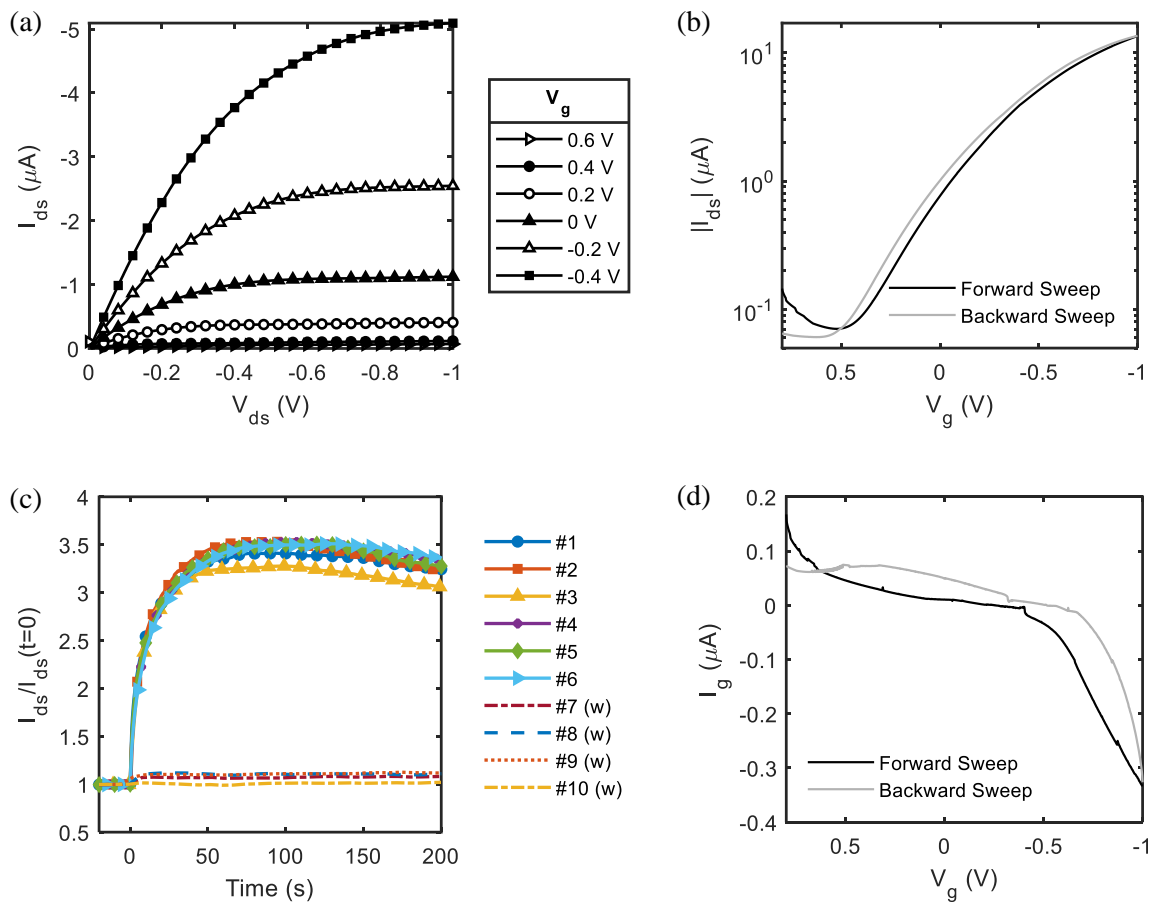 (a)
-5
-4
-3
-2
-1
0
I_ds (μA)
0 -0.2 -0.4 -0.6 -0.8 -1
V_ds (V)
V_g
0.6 V
0.4 V
0.2 V
0 V
-0.2 V
-0.4 V
(b)
10^1
10^0
10^-1
|I_ds| (μA)
Forward Sweep
Backward Sweep
0.5 0 -0.5 -1
V_g (V)
(c)
4
3.5
3
2.5
2
1.5
1
0.5
I_ds/I_ds(t=0)
0 50 100 150 200
Time (s)
#1
#2
#3
#4
#5
#6
#7 (w)
#8 (w)
#9 (w)
#10 (w)
(d)
0.2
0.1
0
-0.1
-0.2
-0.3
-0.4
I_g (μA)
Forward Sweep
Backward Sweep
0.5 0 -0.5 -1
V_g (V)